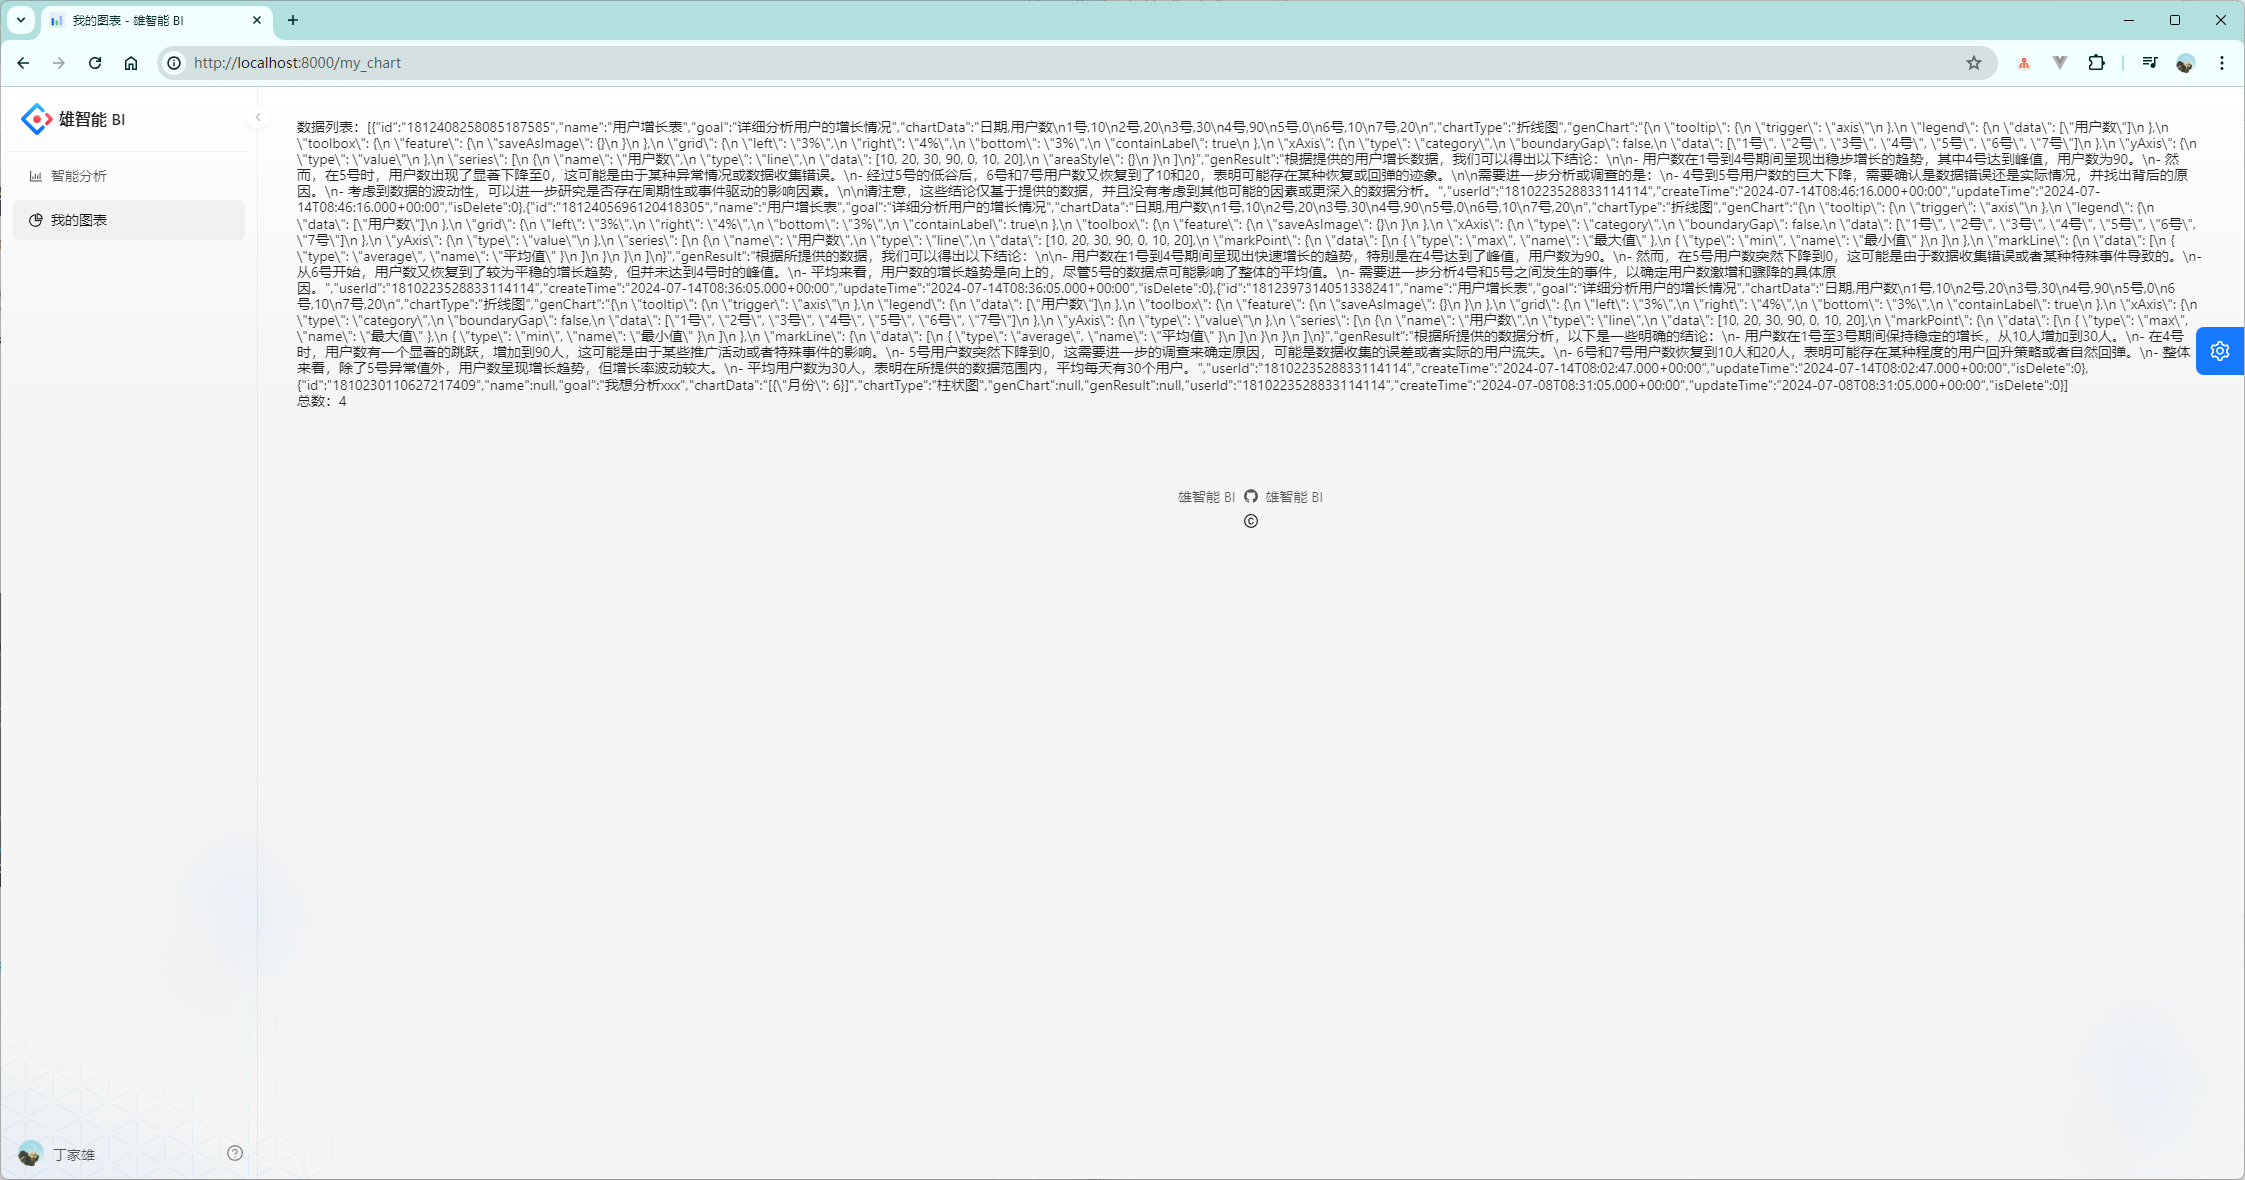 我的图表 - 雄智能 BI
http://localhost:8000/my_chart
雄智能 BI
智能分析
我的图表
数据列表：[{"id":"1812408258085187585","name":"用户增长表","goal":"详细分析用户的增长情况","chartData":"日期,用户数\n1号,10\n2号,20\n3号,30\n4号,90\n5号,0\n6号,10\n7号,20\n","chartType":"折线图","genChart":"{\n \"tooltip\": {\n \"trigger\": \"axis\"\n },\n \"legend\": {\n \"data\": [\"用户数\"]\n },\n
\"toolbox\": {\n \"feature\": {\n \"saveAsImage\": {}\n }\n },\n \"grid\": {\n \"left\": \"3%\",\n \"right\": \"4%\",\n \"bottom\": \"3%\",\n \"containLabel\": true\n },\n \"xAxis\": {\n \"type\": \"category\",\n \"boundaryGap\": false,\n \"data\": [\"1号\", \"2号\", \"3号\", \"4号\", \"5号\", \"6号\", \"7号\"]\n },\n \"yAxis\": {\n
\"type\": \"value\"\n },\n \"series\": [\n {\n \"name\": \"用户数\",\n \"type\": \"line\",\n \"data\": [10, 20, 30, 90, 0, 10, 20],\n \"areaStyle\": {}\n }\n ]\n}","genResult":"根据提供的用户增长数据，我们可以得出以下结论：\n\n- 用户数在1号到4号期间呈现出稳步增长的趋势，其中4号达到峰值，用户数为90。\n- 然
而，在5号时，用户数出现了显著下降至0，这可能是由于某种异常情况或数据收集错误。\n- 经过5号的低谷后，6号和7号用户数又恢复到了10和20，表明可能存在某种恢复或回弹的迹象。\n\n需要进一步分析或调查的是：\n- 4号到5号用户数的巨大下降，需要确认是数据错误还是实际情况，并找出背后的原
因。\n- 考虑到数据的波动性，可以进一步研究是否存在周期性或事件驱动的影响因素。\n\n请注意，这些结论仅基于提供的数据，并且没有考虑到其他可能的因素或更深入的数据分析。","userId":"1810223528833114114","createTime":"2024-07-14T08:46:16.000+00:00","updateTime":"2024-07-
14T08:46:16.000+00:00","isDelete":0},{"id":"1812405696120418305","name":"用户增长表","goal":"详细分析用户的增长情况","chartData":"日期,用户数\n1号,10\n2号,20\n3号,30\n4号,90\n5号,0\n6号,10\n7号,20\n","chartType":"折线图","genChart":"{\n \"tooltip\": {\n \"trigger\": \"axis\"\n },\n \"legend\": {\n
\"data\": [\"用户数\"]\n },\n \"grid\": {\n \"left\": \"3%\",\n \"right\": \"4%\",\n \"bottom\": \"3%\",\n \"containLabel\": true\n },\n \"toolbox\": {\n \"feature\": {\n \"saveAsImage\": {}\n }\n },\n \"xAxis\": {\n \"type\": \"category\",\n \"boundaryGap\": false,\n \"data\": [\"1号\", \"2号\", \"3号\", \"4号\", \"5号\", \"6号\",
\"7号\"]\n },\n \"yAxis\": {\n \"type\": \"value\"\n },\n \"series\": [\n {\n \"name\": \"用户数\",\n \"type\": \"line\",\n \"data\": [10, 20, 30, 90, 0, 10, 20],\n \"markPoint\": {\n \"data\": [\n { \"type\": \"max\", \"name\": \"最大值\" },\n { \"type\": \"min\", \"name\": \"最小值\" }\n ]\n },\n \"markLine\": {\n \"data\": [\n {
\"type\": \"average\", \"name\": \"平均值\" }\n ]\n }\n }\n ]\n}","genResult":"根据所提供的数据，我们可以得出以下结论：\n\n- 用户数在1号到4号期间呈现出快速增长的趋势，特别是在4号达到了峰值，用户数为90。\n- 然而，在5号用户数突然下降到0，这可能是由于数据收集错误或者某种特殊事件导致的。\n-
从6号开始，用户数又恢复到了较为平稳的增长趋势，但并未达到4号时的峰值。\n- 平均来看，用户数的增长趋势是向上的，尽管5号的数据点可能影响了整体的平均值。\n- 需要进一步分析4号和5号之间发生的事件，以确定用户数激增和骤降的具体原
因。","userId":"1810223528833114114","createTime":"2024-07-14T08:36:05.000+00:00","updateTime":"2024-07-14T08:36:05.000+00:00","isDelete":0},{"id":"1812397314051338241","name":"用户增长表","goal":"详细分析用户的增长情况","chartData":"日期,用户数\n1号,10\n2号,20\n3号,30\n4号,90\n5号,0\n6
号,10\n7号,20\n","chartType":"折线图","genChart":"{\n \"tooltip\": {\n \"trigger\": \"axis\"\n },\n \"legend\": {\n \"data\": [\"用户数\"]\n },\n \"toolbox\": {\n \"feature\": {\n \"saveAsImage\": {}\n }\n },\n \"grid\": {\n \"left\": \"3%\",\n \"right\": \"4%\",\n \"bottom\": \"3%\",\n \"containLabel\": true\n },\n \"xAxis\": {\n
\"type\": \"category\",\n \"boundaryGap\": false,\n \"data\": [\"1号\", \"2号\", \"3号\", \"4号\", \"5号\", \"6号\", \"7号\"]\n },\n \"yAxis\": {\n \"type\": \"value\"\n },\n \"series\": [\n {\n \"name\": \"用户数\",\n \"type\": \"line\",\n \"data\": [10, 20, 30, 90, 0, 10, 20],\n \"markPoint\": {\n \"data\": [\n { \"type\": \"max\",
\"name\": \"最大值\" },\n { \"type\": \"min\", \"name\": \"最小值\" }\n ]\n },\n \"markLine\": {\n \"data\": [\n { \"type\": \"average\", \"name\": \"平均值\" }\n ]\n }\n }\n ]\n}","genResult":"根据所提供的数据分析，以下是一些明确的结论：\n- 用户数在1号至3号期间保持稳定的增长，从10人增加到30人。\n- 在4号
时，用户数有一个显著的跳跃，增加到90人，这可能是由于某些推广活动或者特殊事件的影响。\n- 5号用户数突然下降到0，这需要进一步的调查来确定原因，可能是数据收集的误差或者实际的用户流失。\n- 6号和7号用户数恢复到10人和20人，表明可能存在某种程度的用户回升策略或者自然回弹。\n- 整体
来看，除了5号异常值外，用户数呈现增长趋势，但增长率波动较大。\n- 平均用户数为30人，表明在所提供的数据范围内，平均每天有30个用户。","userId":"1810223528833114114","createTime":"2024-07-14T08:02:47.000+00:00","updateTime":"2024-07-14T08:02:47.000+00:00","isDelete":0},
{"id":"1810230110627217409","name":null,"goal":"我想分析xxx","chartData":"[{\"月份\": 6}]","chartType":"柱状图","genChart":null,"genResult":null,"userId":"1810223528833114114","createTime":"2024-07-08T08:31:05.000+00:00","updateTime":"2024-07-08T08:31:05.000+00:00","isDelete":0}]
总数：4
雄智能 BI 雄智能 BI
©
丁家雄